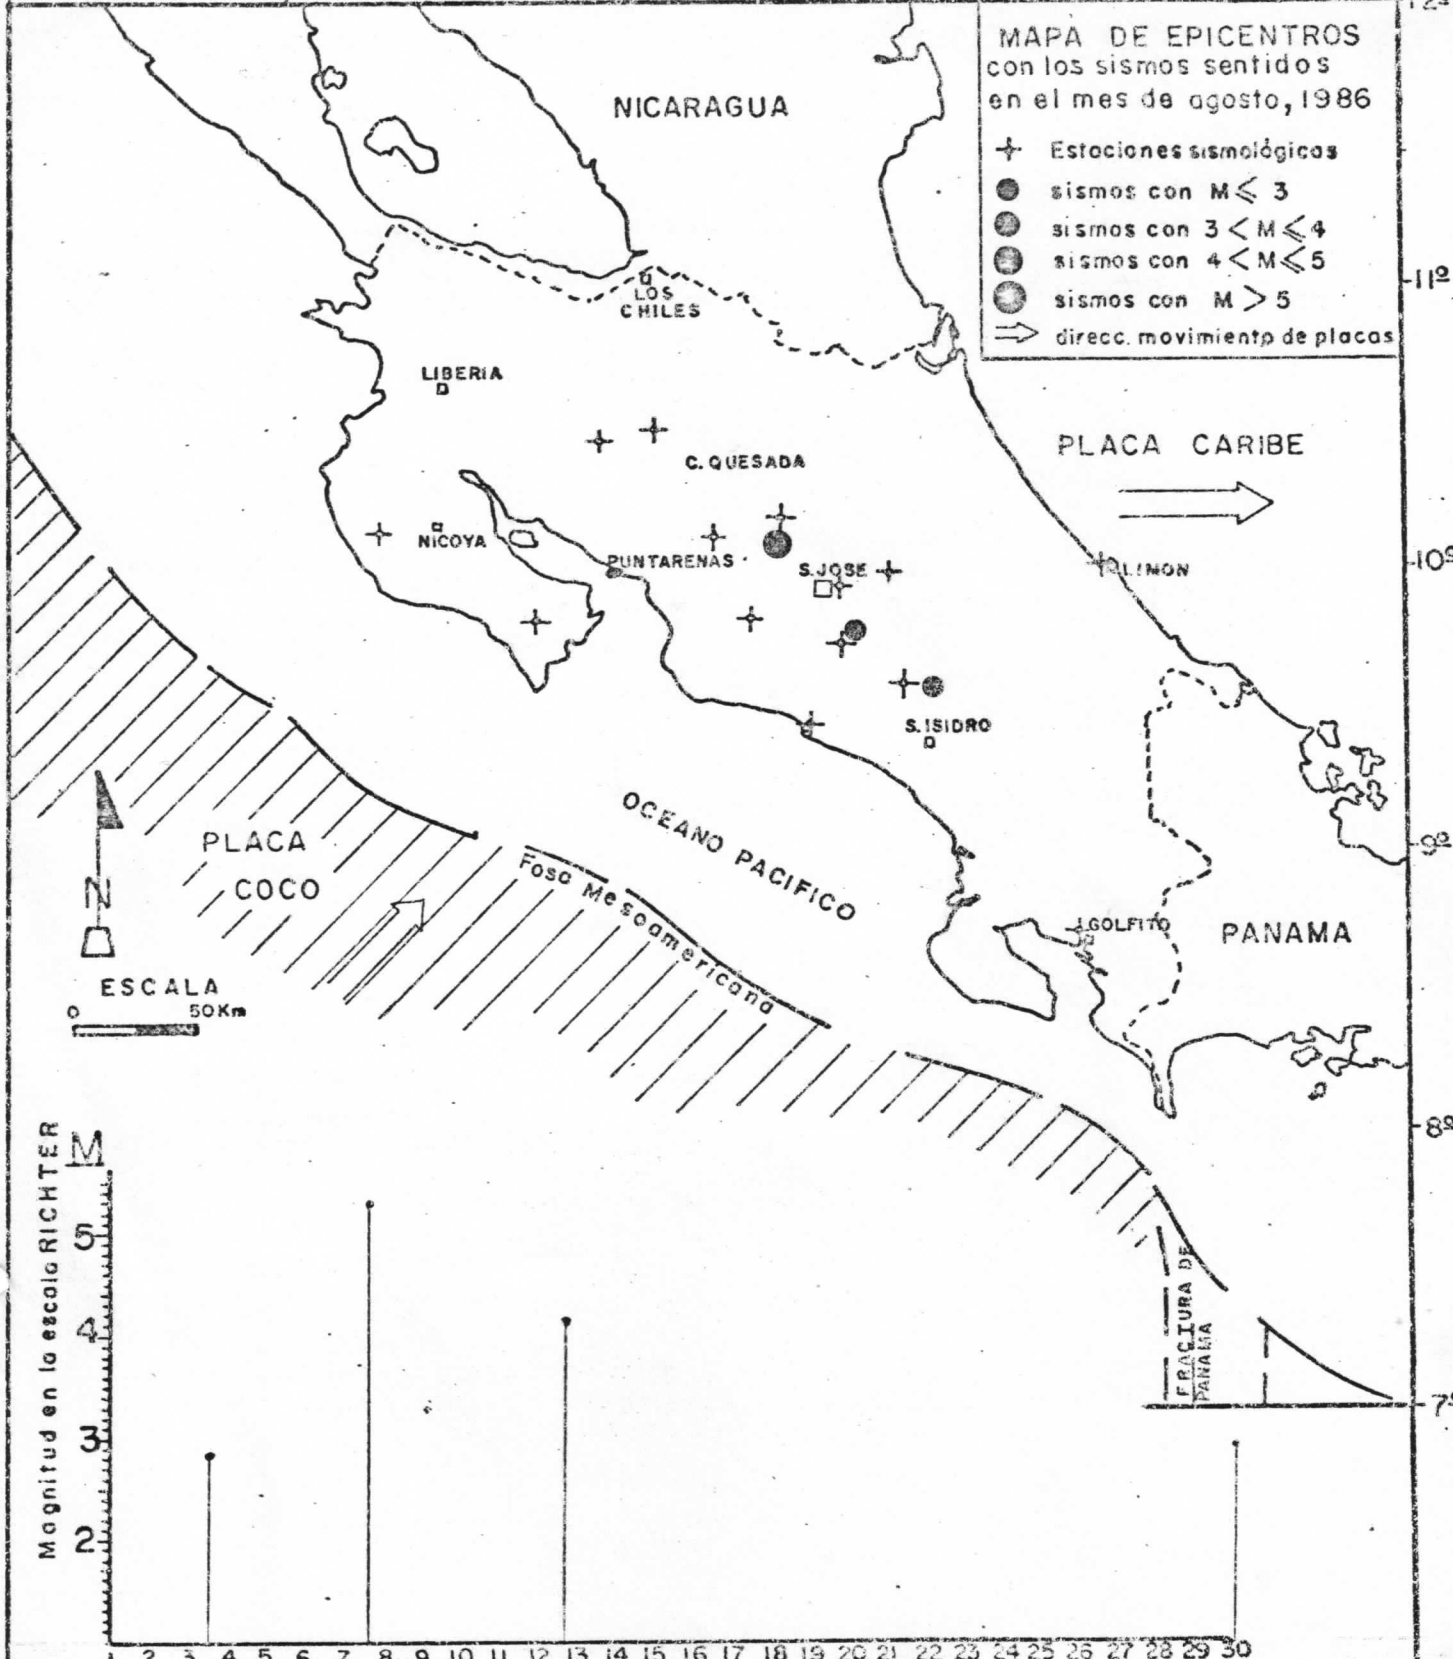 12º
MAPA DE EPICENTROS
con los sismos sentidos
en el mes de agosto, 1986
Estaciones sismológicas
sismos con M ⩽ 3
sismos con 3 < M ⩽ 4
sismos con 4 < M ⩽ 5
sismos con M > 5
direcc. movimiento de placas
NICARAGUA
11º
LOS
CHILES
LIBERIA
C. QUESADA
PLACA CARIBE
NICOYA
PUNTARENAS
S. JOSE
LIMON
10º
S. ISIDRO
OCEANO PACIFICO
9º
PLACA
COCO
Fosa Mesoamericana
GOLFITO
PANAMA
N
ESCALA
0 50 Km
8º
FRACTURA DE
PANAMA
7º
M
Magnitud en la escala RICHTER
5
4
3
2
1 2 3 4 5 6 7 8 9 10 11 12 13 14 15 16 17 18 19 20 21 22 23 24 25 26 27 28 29 30